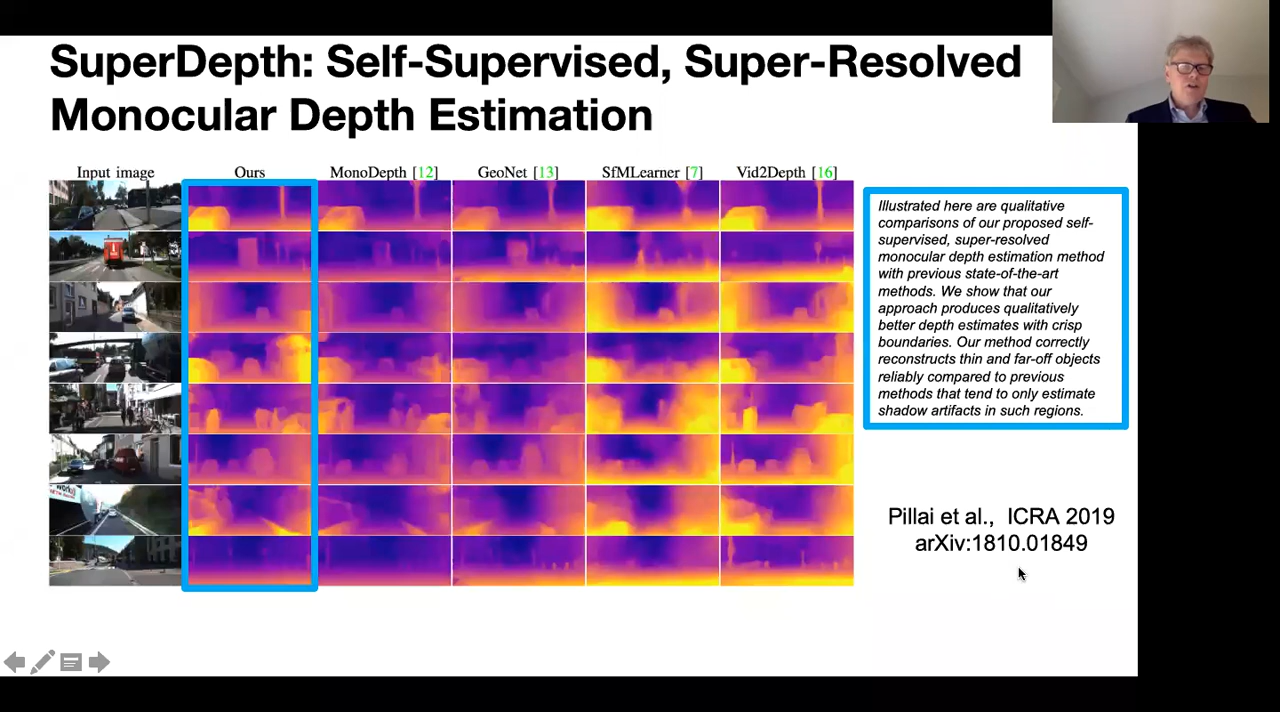 SuperDepth: Self-Supervised, Super-Resolved
Monocular Depth Estimation
Input image
Ours
MonoDepth [12]
GeoNet [13]
SfMLearner [7]
Vid2Depth [16]
Illustrated here are qualitative
comparisons of our proposed self-
supervised, super-resolved
monocular depth estimation method
with previous state-of-the-art
methods. We show that our
approach produces qualitatively
better depth estimates with crisp
boundaries. Our method correctly
reconstructs thin and far-off objects
reliably compared to previous
methods that tend to only estimate
shadow artifacts in such regions.
Pillai et al., ICRA 2019
arXiv:1810.01849